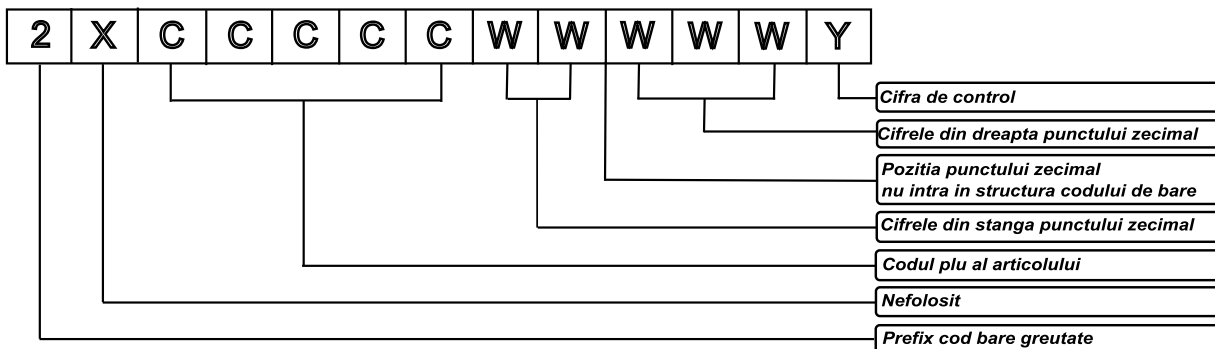 2 X C C C C C W W W W W Y
Cifra de control
Cifrele din dreapta punctului zecimal
Pozitia punctului zecimal
nu intra in structura codului de bare
Cifrele din stanga punctului zecimal
Codul plu al articolului
Nefolosit
Prefix cod bare greutate